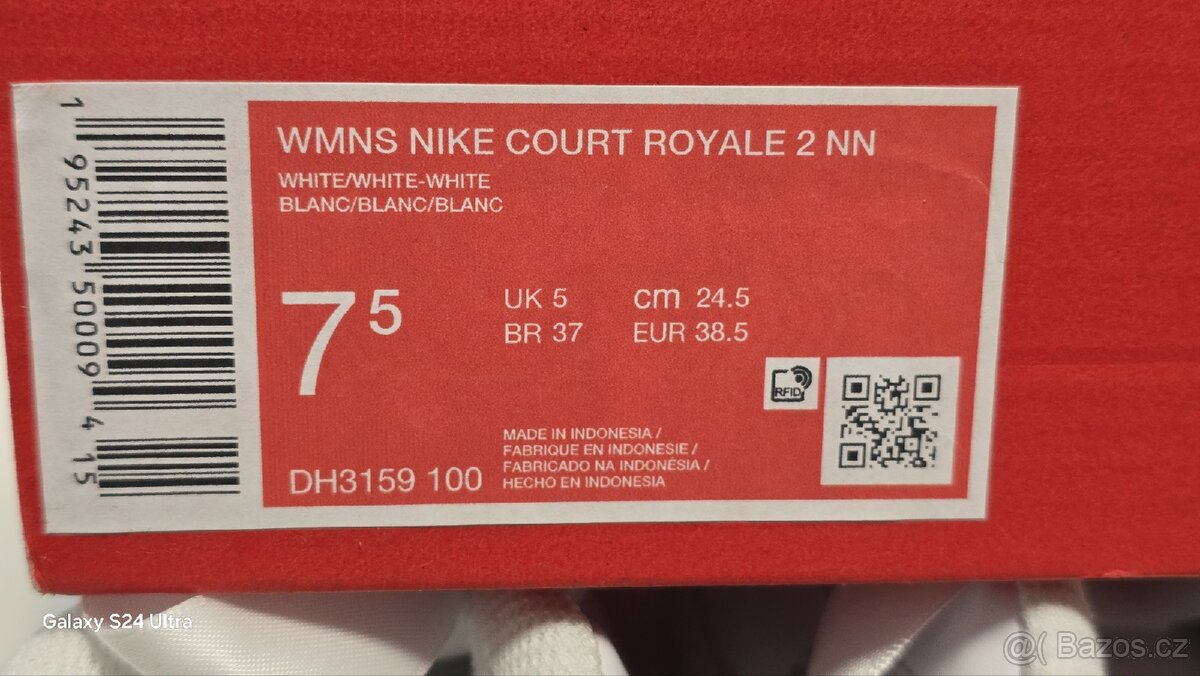 1 95243 50009 4 15
WMNS NIKE COURT ROYALE 2 NN
WHITE/WHITE-WHITE
BLANC/BLANC/BLANC
7 5
UK 5 cm 24.5
BR 37 EUR 38.5
RFID
MADE IN INDONESIA /
FABRIQUE EN INDONESIE /
FABRICADO NA INDONÉSIA /
HECHO EN INDONESIA
DH3159 100
Galaxy S24 Ultra
@( Bazos.cz